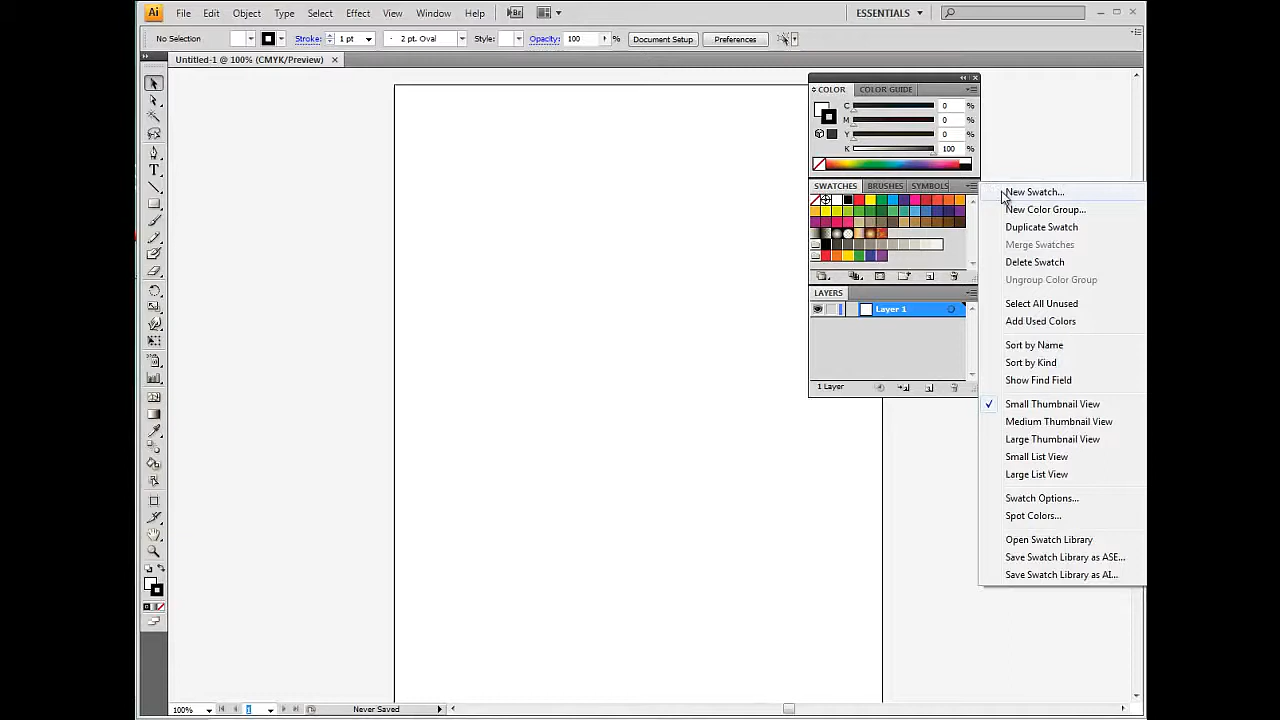 Ai File Edit Object Type Select Effect View Window Help Br ESSENTIALS
No Selection Stroke: 1 pt 2 pt. Oval Style: Opacity: 100 % Document Setup Preferences
Untitled-1 @ 100% (CMYK/Preview)
COLOR COLOR GUIDE
C 0 %
M 0 %
Y 0 %
K 100 %
SWATCHES BRUSHES SYMBOLS
LAYERS
Layer 1
1 Layer
New Swatch...
New Color Group...
Duplicate Swatch
Merge Swatches
Delete Swatch
Ungroup Color Group
Select All Unused
Add Used Colors
Sort by Name
Sort by Kind
Show Find Field
Small Thumbnail View
Medium Thumbnail View
Large Thumbnail View
Small List View
Large List View
Swatch Options...
Spot Colors...
Open Swatch Library
Save Swatch Library as ASE...
Save Swatch Library as AI...
100% 1 Never Saved